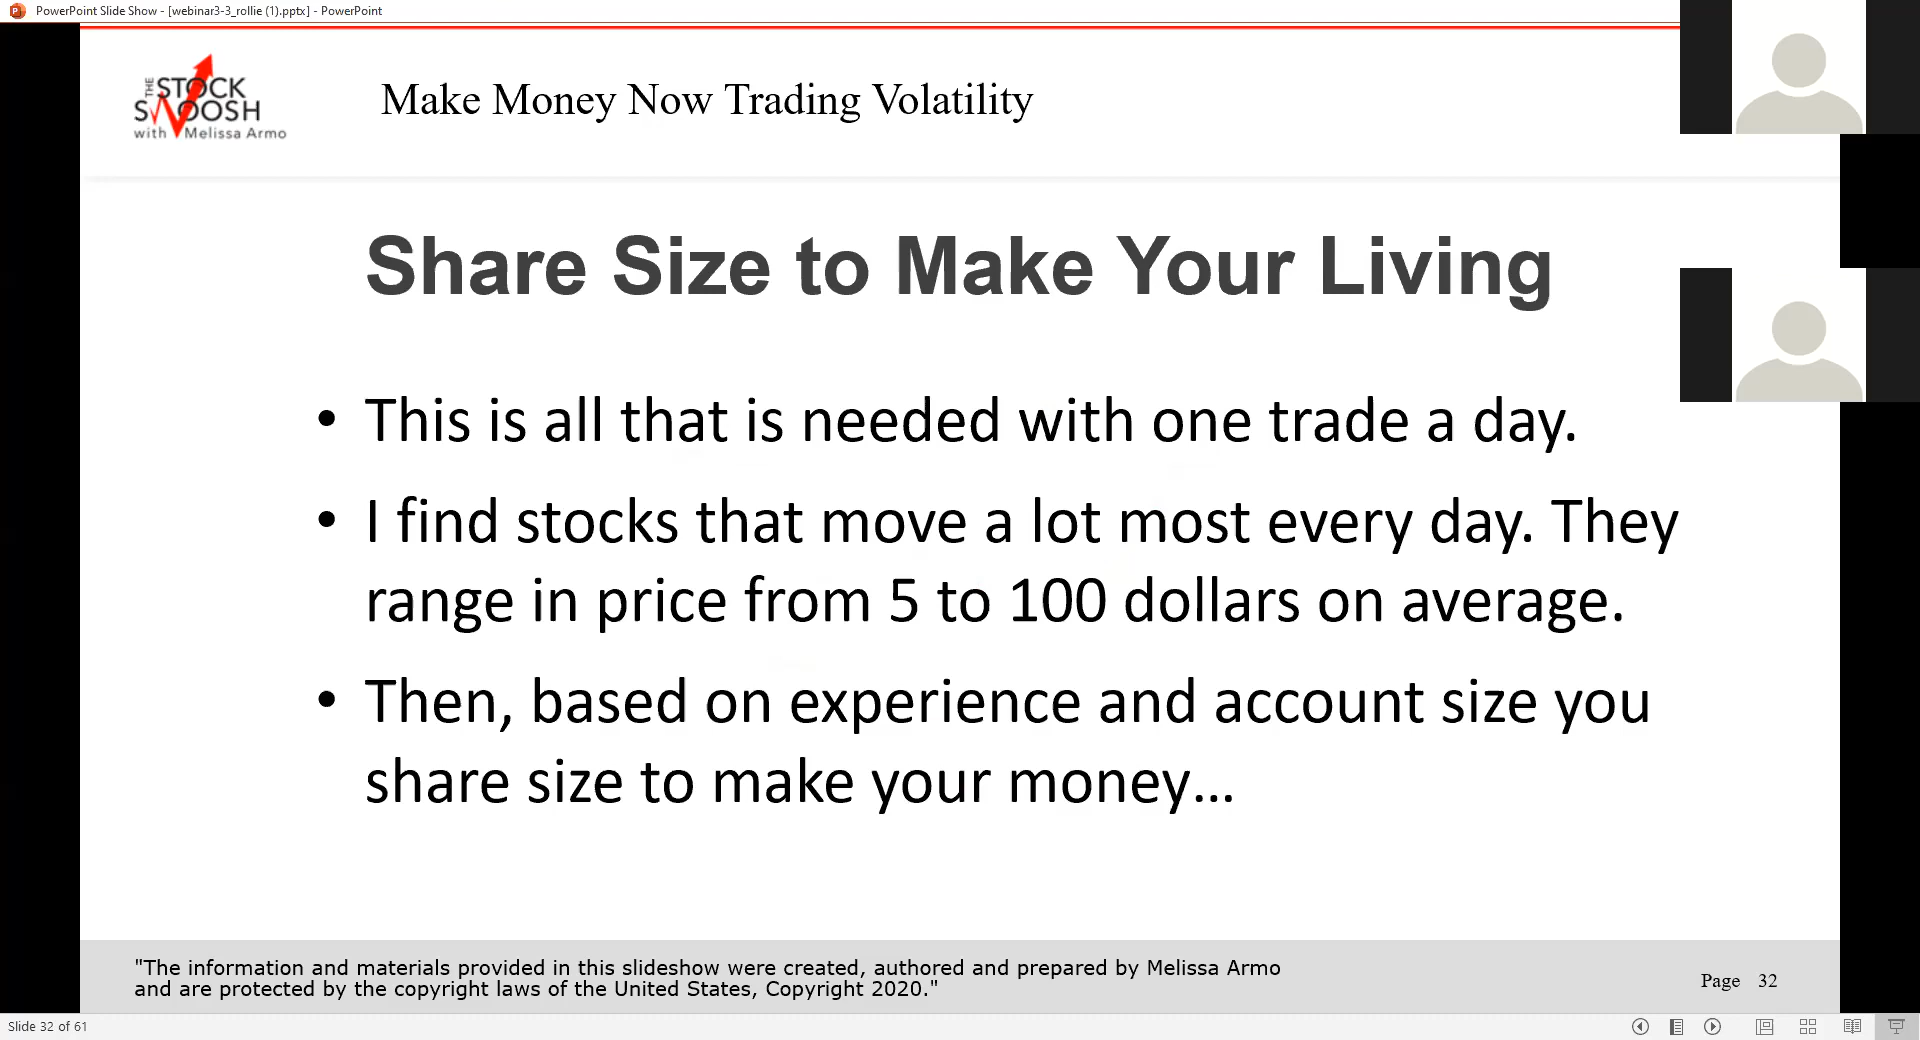 PowerPoint Slide Show - [webinar3-3_rollie (1).pptx] - PowerPoint
THE
STOCK
SWOOSH
with Melissa Armo
Make Money Now Trading Volatility
Share Size to Make Your Living
• This is all that is needed with one trade a day.
• I find stocks that move a lot most every day. They
range in price from 5 to 100 dollars on average.
• Then, based on experience and account size you
share size to make your money...
"The information and materials provided in this slideshow were created, authored and prepared by Melissa Armo
and are protected by the copyright laws of the United States, Copyright 2020."
Page 32
Slide 32 of 61